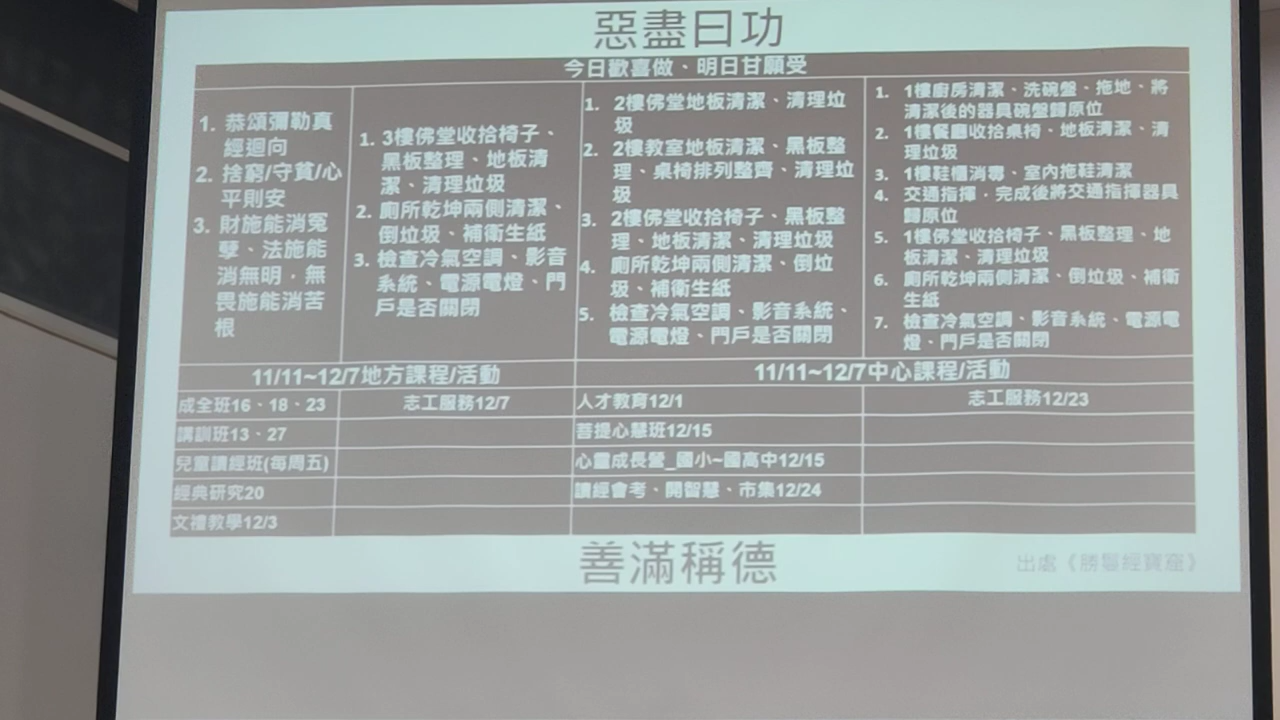 惡盡曰功
今日歡喜做、明日甘願受
1. 恭頌彌勒真
經迴向
2. 捨窮/守貧/心
平則安
3. 財施能消冤
孽、法施能
消無明,無
畏施能消苦
根
1. 3樓佛堂收拾椅子、
黑板整理、地板清
潔、清理垃圾
2. 廁所乾坤兩側清潔、
倒垃圾、補衛生紙
3. 檢查冷氣空調、影音
系統、電源電燈、門
戶是否關閉
1. 2樓佛堂地板清潔、清理垃
圾
2. 2樓教室地板清潔、黑板整
理、桌椅排列整齊、清理垃
圾
3. 2樓佛堂收拾椅子、黑板整
理、地板清潔、清理垃圾
4. 廁所乾坤兩側清潔、倒垃
圾、補衛生紙
5. 檢查冷氣空調、影音系統、
電源電燈、門戶是否關閉
1. 1樓廚房清潔、洗碗盤、拖地、將
清潔後的器具碗盤歸原位
2. 1樓餐廳收拾桌椅、地板清潔、清
理垃圾
3. 1樓鞋櫃消毒、室內拖鞋清潔
4. 交通指揮,完成後將交通指揮器具
歸原位
5. 1樓佛堂收拾椅子、黑板整理、地
板清潔、清理垃圾
6. 廁所乾坤兩側清潔、倒垃圾、補衛
生紙
7. 檢查冷氣空調、影音系統、電源電
燈、門戶是否關閉
11/11~12/7地方課程/活動
11/11~12/7中心課程/活動
成全班16、18、23
志工服務12/7
人才教育12/1
志工服務12/23
講訓班13、27
菩提心慧班12/15
兒童讀經班(每周五)
心靈成長營_國小~國高中12/15
經典研究20
讀經會考、開智慧、市集12/24
文禮教學12/3
善滿稱德
出處《勝鬘經寶窟》